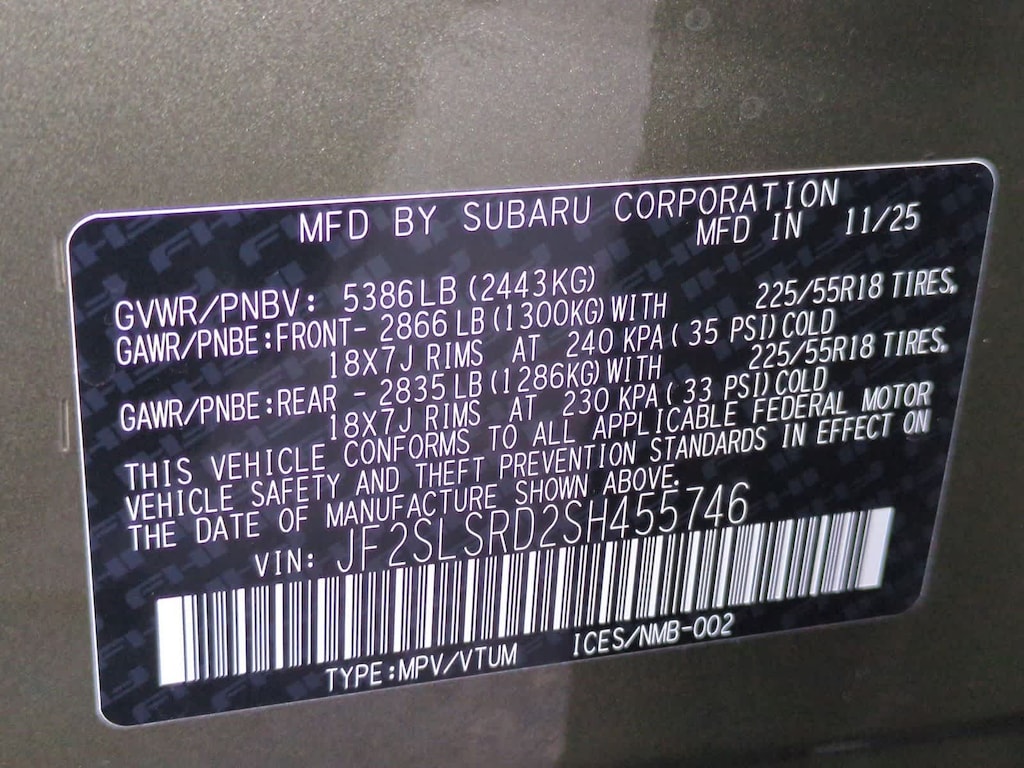 MFD BY SUBARU CORPORATION
MFD IN 11/25
GVWR/PNBV: 5386LB (2443KG)
GAWR/PNBE:FRONT- 2866 LB (1300KG) WITH 225/55R18 TIRES,
18X7J RIMS AT 240 KPA ( 35 PSI) COLD
GAWR/PNBE:REAR - 2835 LB (1286KG) WITH 225/55R18 TIRES,
18X7J RIMS AT 230 KPA ( 33 PSI) COLD
THIS VEHICLE CONFORMS TO ALL APPLICABLE FEDERAL MOTOR
VEHICLE SAFETY AND THEFT PREVENTION STANDARDS IN EFFECT ON
THE DATE OF MANUFACTURE SHOWN ABOVE.
VIN: JF2SLSRD2SH455746
TYPE:MPV/VTUM ICES/NMB-002